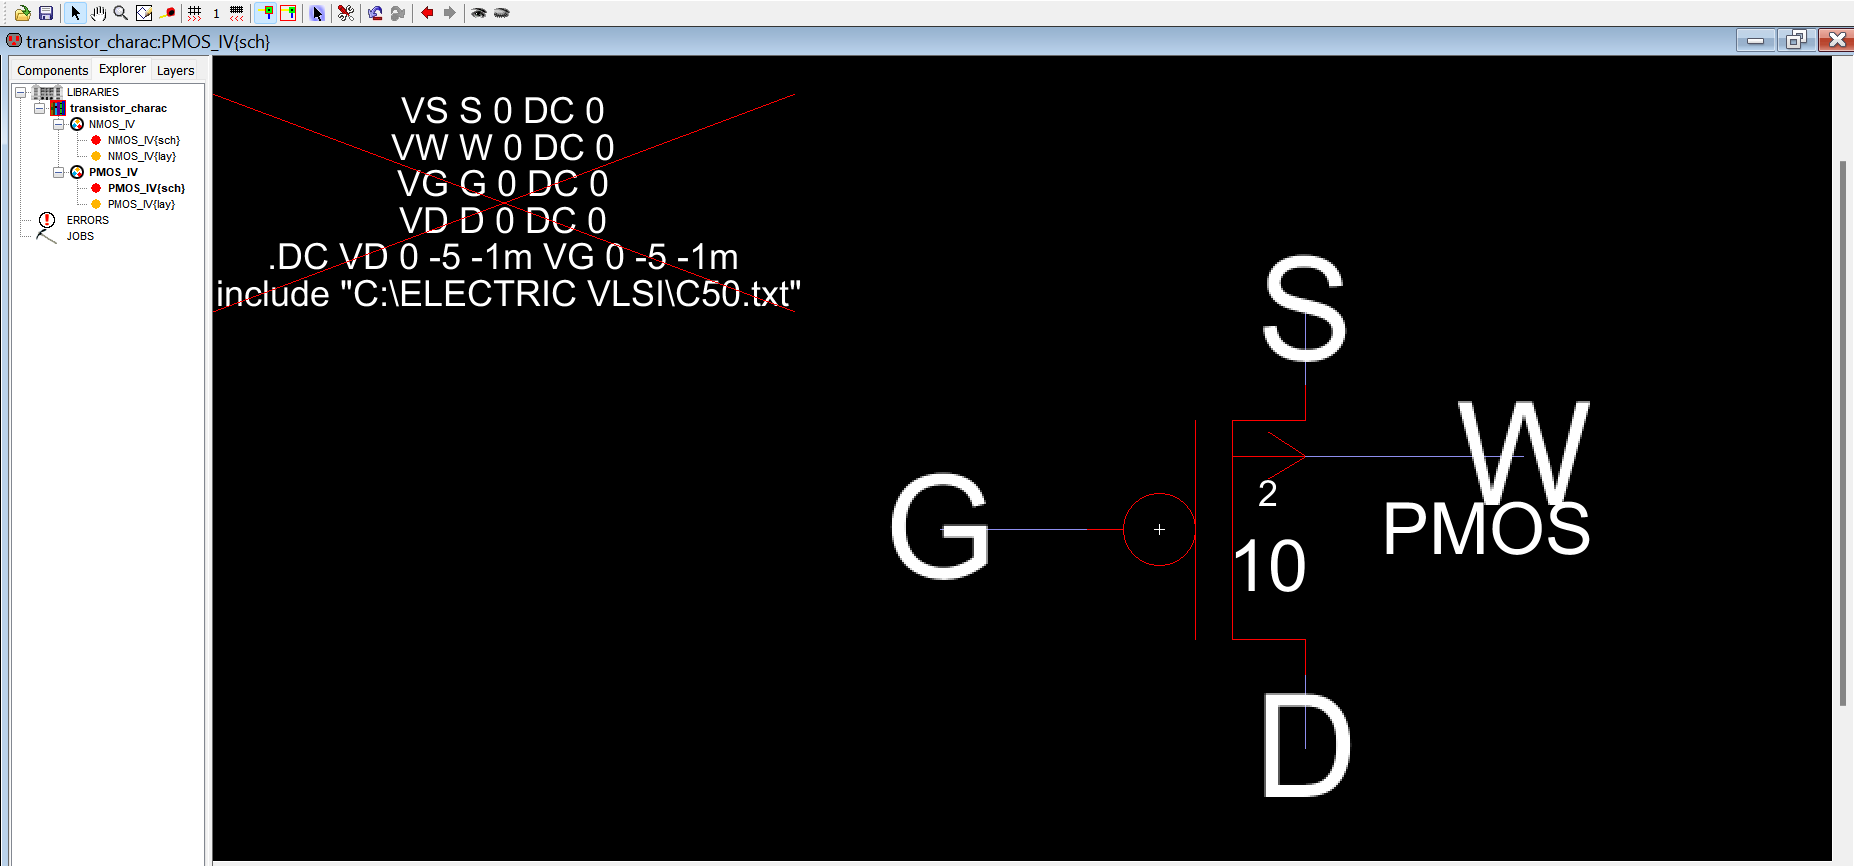 1
transistor_charac:PMOS_IV{sch}
Components Explorer Layers
LIBRARIES
transistor_charac
NMOS_IV
NMOS_IV{sch}
NMOS_IV{lay}
PMOS_IV
PMOS_IV{sch}
PMOS_IV{lay}
ERRORS
JOBS
VS S 0 DC 0
VW W 0 DC 0
VG G 0 DC 0
VD D 0 DC 0
.DC VD 0 -5 -1m VG 0 -5 -1m
include "C:\ELECTRIC VLSI\C50.txt"
S
W
2
G
PMOS
10
D